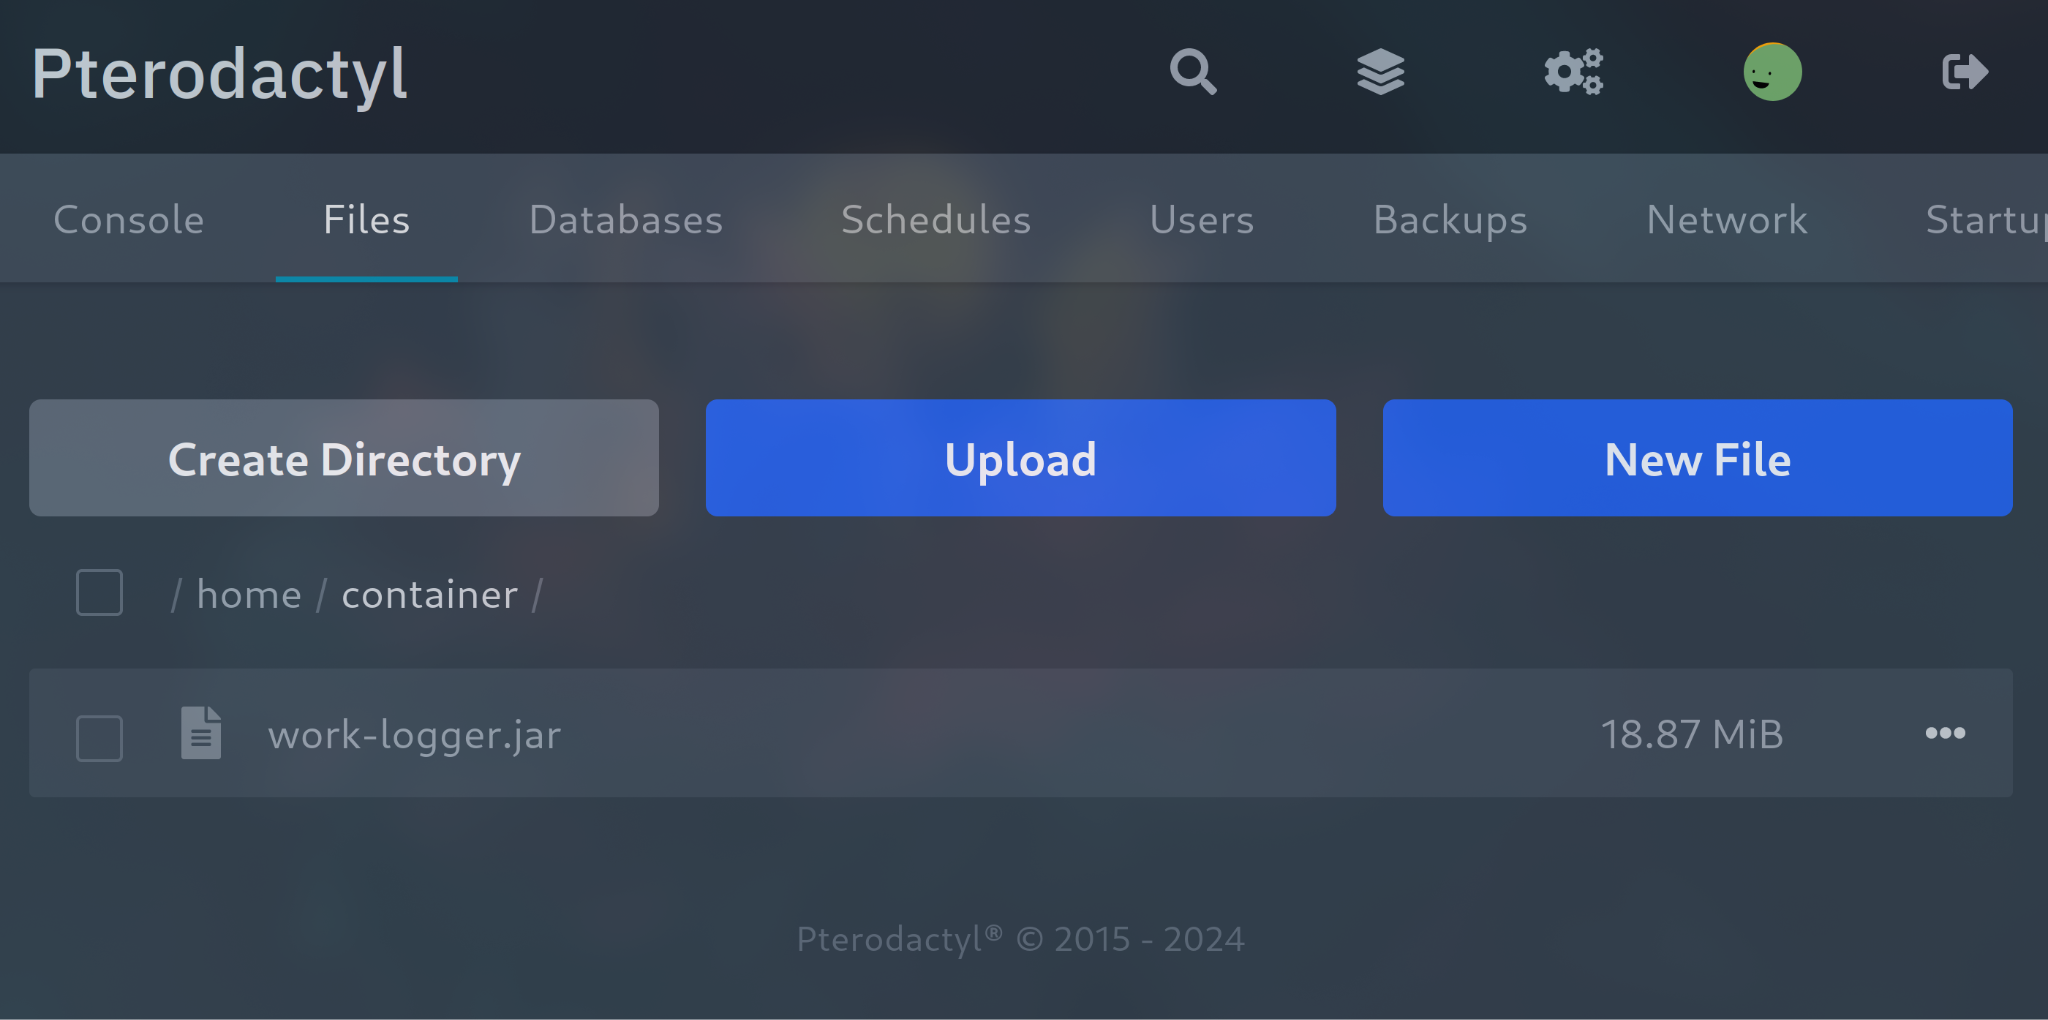 Pterodactyl
Console Files Databases Schedules Users Backups Network Startup
Create Directory Upload New File
/ home / container /
work-logger.jar 18.87 MiB •••
Pterodactyl® © 2015 - 2024